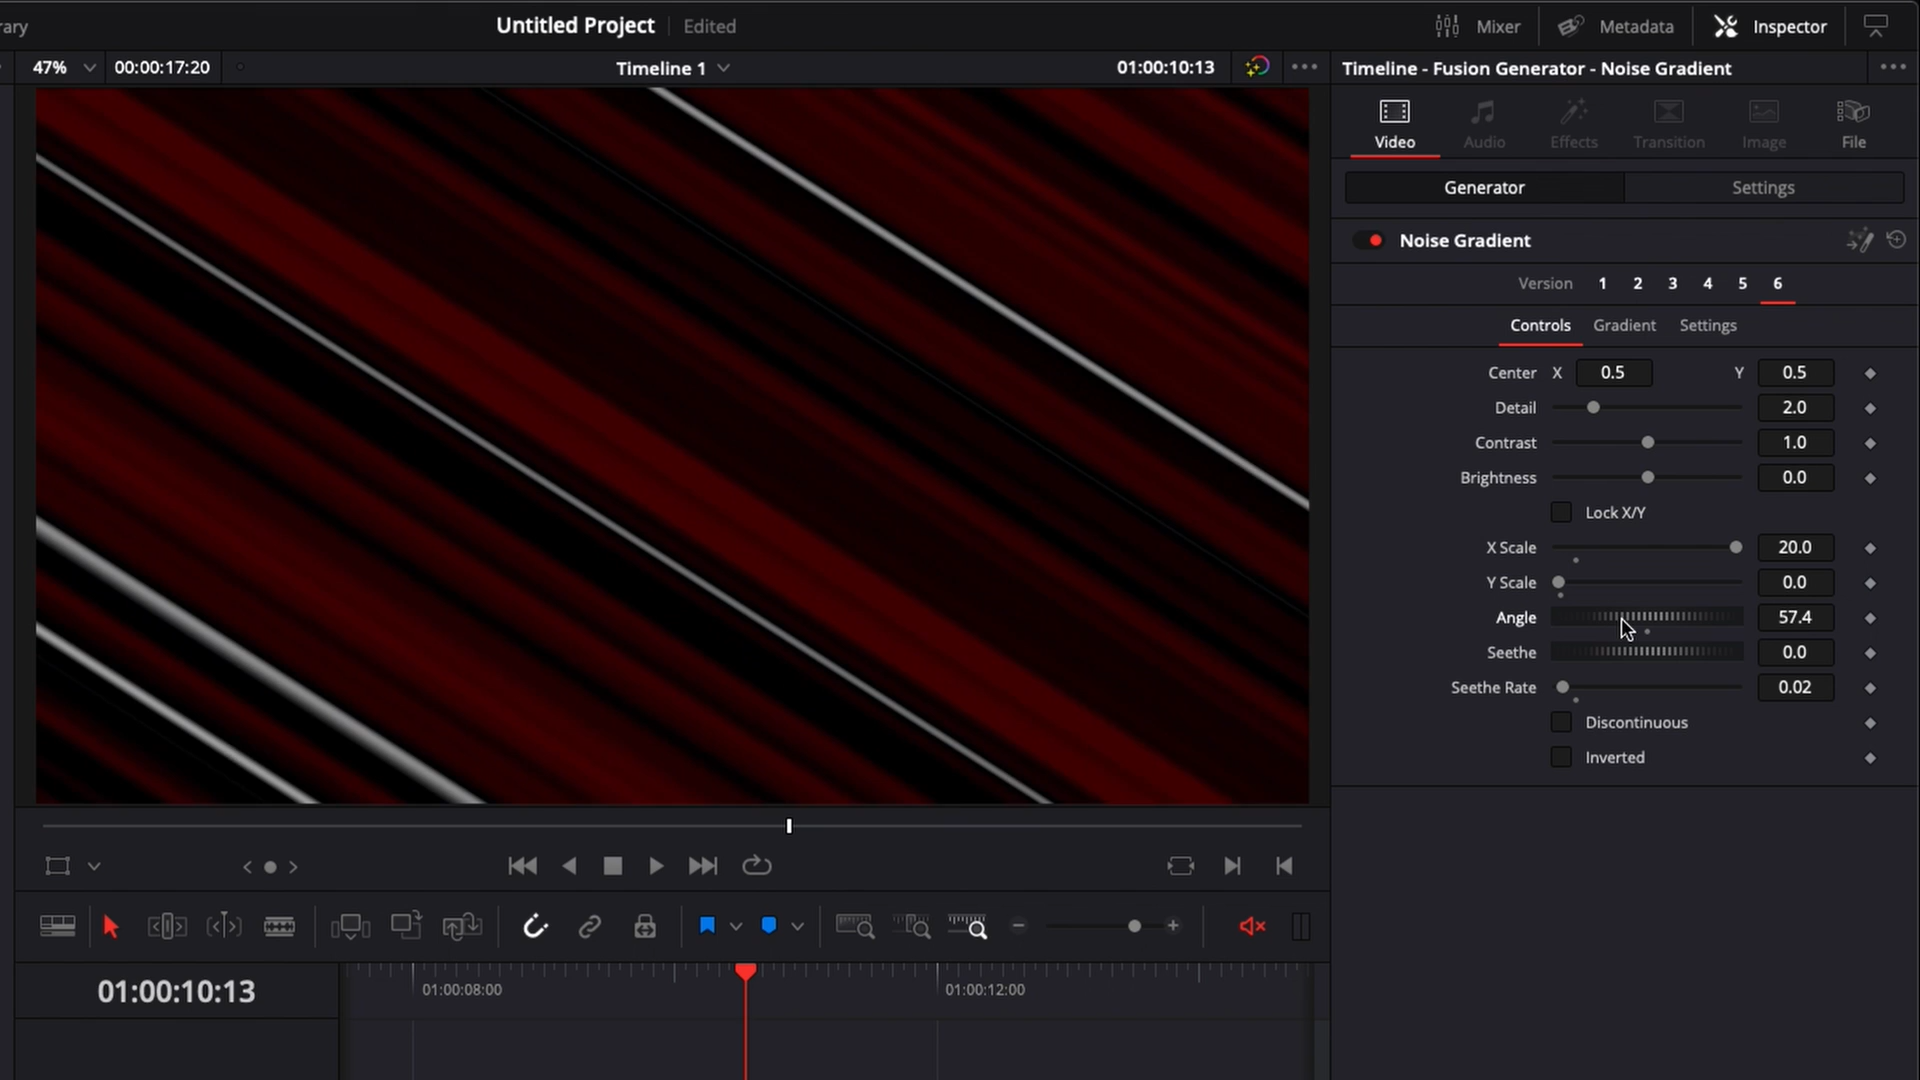 rary
Untitled Project
Edited
Mixer
Metadata
Inspector
47%
00:00:17:20
Timeline 1
01:00:10:13
Timeline - Fusion Generator - Noise Gradient
Video
Audio
Effects
Transition
Image
File
Generator
Settings
Noise Gradient
Version 1 2 3 4 5 6
Controls
Gradient
Settings
Center X 0.5 Y 0.5
Detail 2.0
Contrast 1.0
Brightness 0.0
Lock X/Y
X Scale 20.0
Y Scale 0.0
Angle 57.4
Seethe 0.0
Seethe Rate 0.02
Discontinuous
Inverted
01:00:10:13
01:00:08:00
01:00:12:00